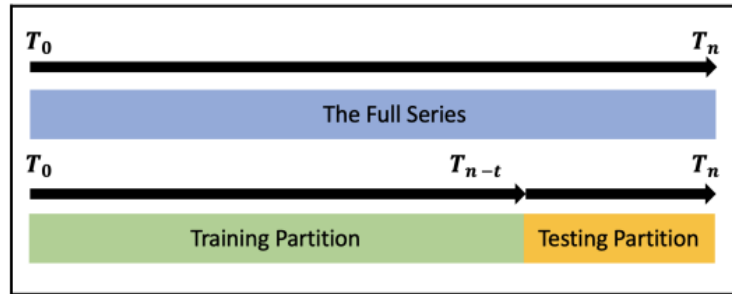 T₀ Tₙ
The Full Series
T₀ Tₙ₋ₜ Tₙ
Training Partition Testing Partition